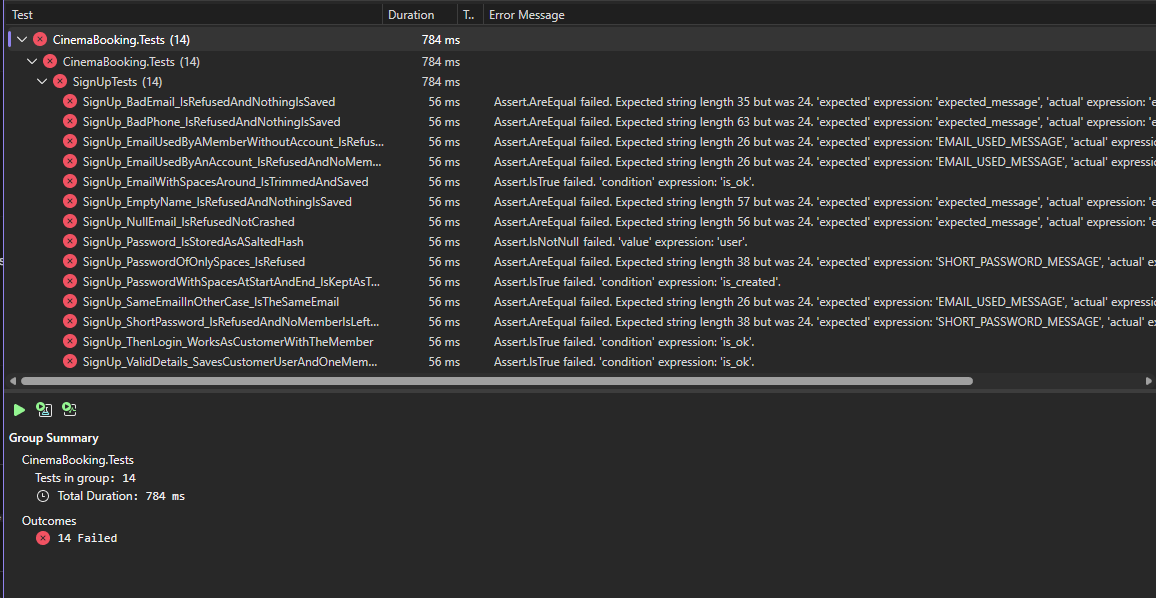 Test Duration T.. Error Message
CinemaBooking.Tests (14) 784 ms
CinemaBooking.Tests (14) 784 ms
SignUpTests (14) 784 ms
SignUp_BadEmail_IsRefusedAndNothingIsSaved 56 ms Assert.AreEqual failed. Expected string length 35 but was 24. 'expected' expression: 'expected_message', 'actual' expression: 'e
SignUp_BadPhone_IsRefusedAndNothingIsSaved 56 ms Assert.AreEqual failed. Expected string length 63 but was 24. 'expected' expression: 'expected_message', 'actual' expression: 'e
SignUp_EmailUsedByAMemberWithoutAccount_IsRefus... 56 ms Assert.AreEqual failed. Expected string length 26 but was 24. 'expected' expression: 'EMAIL_USED_MESSAGE', 'actual' expressi
SignUp_EmailUsedByAnAccount_IsRefusedAndNoMem... 56 ms Assert.AreEqual failed. Expected string length 26 but was 24. 'expected' expression: 'EMAIL_USED_MESSAGE', 'actual' expressi
SignUp_EmailWithSpacesAround_IsTrimmedAndSaved 56 ms Assert.IsTrue failed. 'condition' expression: 'is_ok'.
SignUp_EmptyName_IsRefusedAndNothingIsSaved 56 ms Assert.AreEqual failed. Expected string length 57 but was 24. 'expected' expression: 'expected_message', 'actual' expression: 'e
SignUp_NullEmail_IsRefusedNotCrashed 56 ms Assert.AreEqual failed. Expected string length 56 but was 24. 'expected' expression: 'expected_message', 'actual' expression: 'e
SignUp_Password_IsStoredAsASaltedHash 56 ms Assert.IsNotNull failed. 'value' expression: 'user'.
SignUp_PasswordOfOnlySpaces_IsRefused 56 ms Assert.AreEqual failed. Expected string length 38 but was 24. 'expected' expression: 'SHORT_PASSWORD_MESSAGE', 'actual' ex
SignUp_PasswordWithSpacesAtStartAndEnd_IsKeptAsT... 56 ms Assert.IsTrue failed. 'condition' expression: 'is_created'.
SignUp_SameEmailInOtherCase_IsTheSameEmail 56 ms Assert.AreEqual failed. Expected string length 26 but was 24. 'expected' expression: 'EMAIL_USED_MESSAGE', 'actual' expressi
SignUp_ShortPassword_IsRefusedAndNoMemberIsLeft... 56 ms Assert.AreEqual failed. Expected string length 38 but was 24. 'expected' expression: 'SHORT_PASSWORD_MESSAGE', 'actual' ex
SignUp_ThenLogin_WorksAsCustomerWithTheMember 56 ms Assert.IsTrue failed. 'condition' expression: 'is_ok'.
SignUp_ValidDetails_SavesCustomerUserAndOneMem... 56 ms Assert.IsTrue failed. 'condition' expression: 'is_ok'.
Group Summary
CinemaBooking.Tests
Tests in group: 14
Total Duration: 784 ms
Outcomes
14 Failed